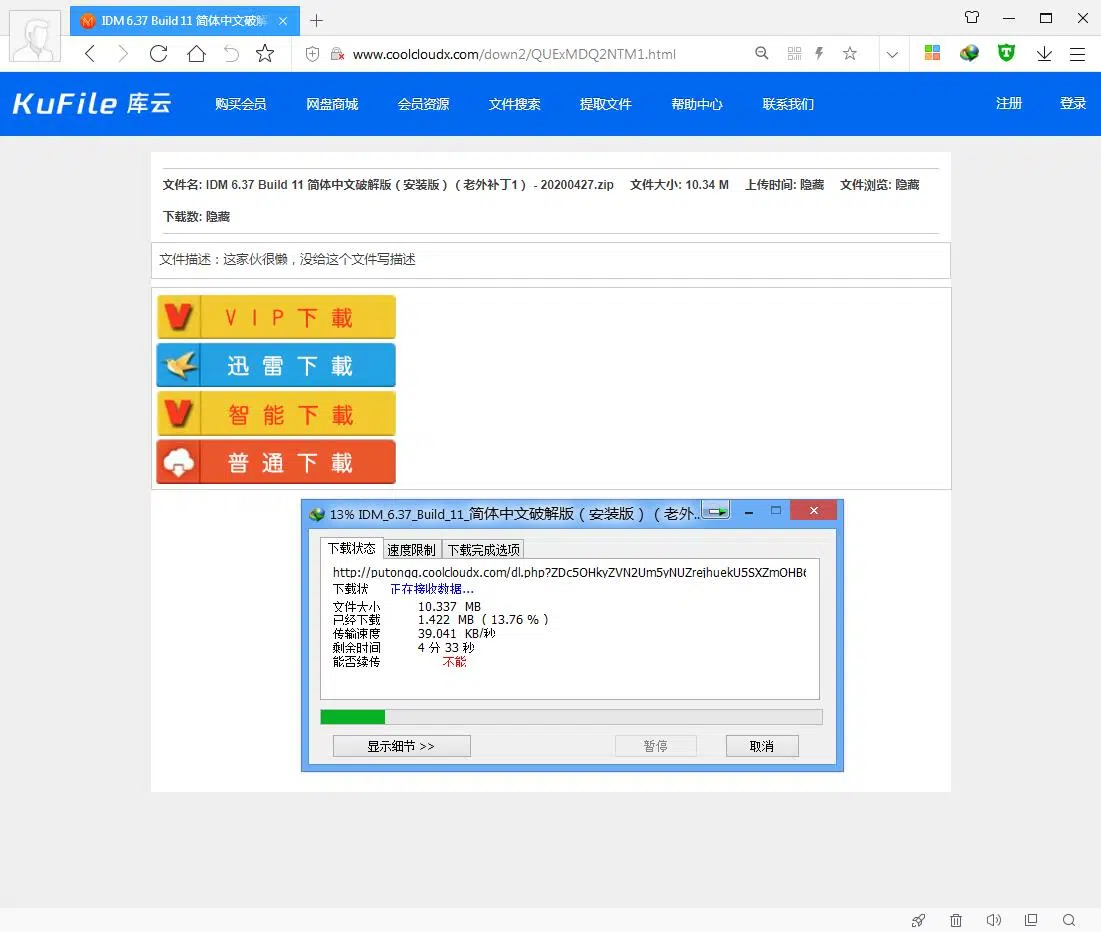 IDM 6.37 Build 11 简体中文破解
www.coolcloudx.com/down2/QUExMDQ2NTM1.html
KuFile 库云 购买会员 网盘商城 会员资源 文件搜索 提取文件 帮助中心 联系我们 注册 登录
文件名: IDM 6.37 Build 11 简体中文破解版（安装版）（老外补丁1） - 20200427.zip 文件大小: 10.34 M 上传时间: 隐藏 文件浏览: 隐藏
下载数: 隐藏
文件描述：这家伙很懒，没给这个文件写描述
VIP下載
迅雷下載
智能下載
普通下載
13% IDM_6.37_Build_11_简体中文破解版（安装版）（老外...
下载状态 速度限制 下载完成选项
http://putongq.coolcloudx.com/dl.php?ZDc5OHkyZVN2Um5yNUZrejhuekU5SXZmOHB6
下载状 正在接收数据...
文件大小 10.337 MB
已经下载 1.422 MB ( 13.76 % )
传输速度 39.041 KB/秒
剩余时间 4 分 33 秒
能否续传 不能
显示细节 >> 暂停 取消